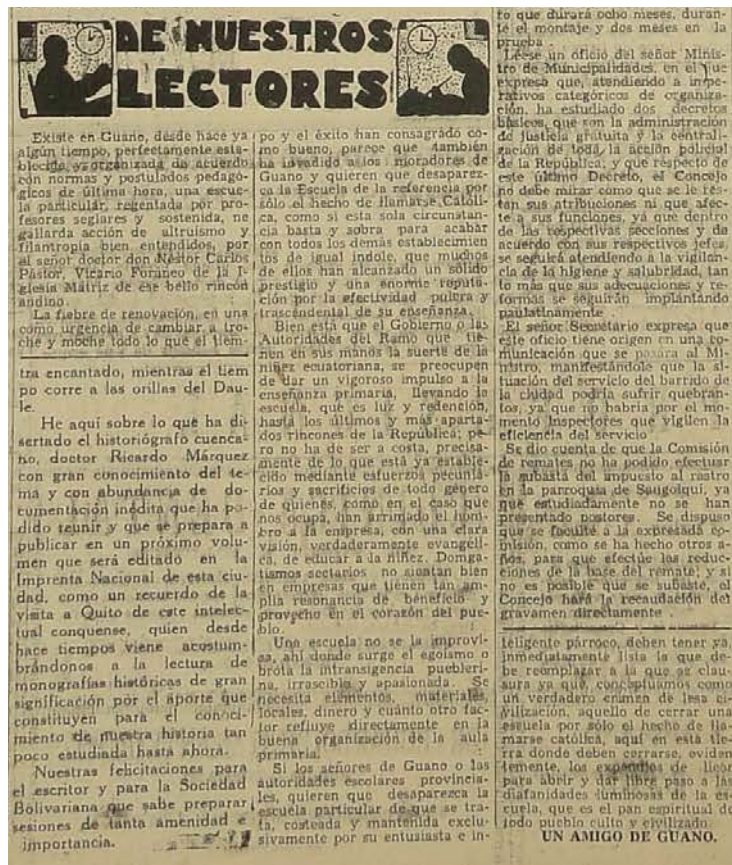 DE NUESTROS
LECTORES
Existe en Guano, desde hace ya
algún tiempo, perfectamente esta-
blecida y organizada de acuerdo
con normas y postulados pedagó-
gicos de última hora, una escue-
la particular, regentada por pro-
fesores seglares y sostenida, ne
gallarda acción de altruismo y
filantropia bien entendidos, por
el señor doctor don Néstor Carlos
Pástor, Vicario Foráneo de la I-
glesia Matriz de ese bello rincón
andino.
La fiebre de renovación, en una
como urgencia de cambiar a tro-
che y moche todo lo que el tiem-
po y el éxito han consagrado co-
mo bueno, parece que también
ha invadido a los moradores de
Guano y quieren que desaparez-
ca la Escuela de la referencia por
sólo el hecho de llamarse Católi-
ca, como si esta sola circunstan-
cia basta y sobra para acabar
con todos los demás establecimien
tos de igual indole, que muchos
de ellos han alcanzado un sólido
prestigio y una enorme reputa-
ción por la efectividad pulcra y
trascendental de su enseñanza.
Bien está que el Gobierno o las
Autoridades del Ramo que tie-
nen en sus manos la suerte de la
niñez ecuatoriana, se preocupen
de dar un vigoroso impulso a la
enseñanza primaria, llevando la
escuela, que es luz y redención,
hasta los últimos y más aparta-
dos rincones de la República; pe-
ro no ha de ser a costa, precisa-
mente de lo que está ya estable-
cido mediante esfuerzos pecunia-
rios y sacrificios de todo género
de quienes, como en el caso que
nos ocupa, han arrimado el hom-
bro a la empresa, con una clara
visión, verdaderamente evangéli-
ca, de educar a la niñez. Domga-
tismos sectarios no sientan bien
en empresas que tienen tan am-
plia resonancia de beneficio y
provecho en el corazón del pue-
blo.
Una escuela no se la improvi-
sa, ahí donde surge el egoismo o
brota la intransigencia puebleri-
na, irrascible y apasionada. Se
necesita elementos, materiales,
locales, dinero y cuánto otro fac-
tor refluye directamente en la
buena organización de la aula
primaria.
Si los señores de Guano o las
autoridades escolares provincia-
les, quieren que desaparezca la
escuela particular de que se tra-
ta, costeada y mantenida exclu-
sivamente por su entusiasta e in-
teligente párroco, deben tener ya,
inmediatamente lista la que de-
be reemplazar a la que se clau-
sura ya que, conceptuamos como
un verdadero crimen de lesa ci-
vilización, aquello de cerrar una
escuela por sólo el hecho de lla-
marse católica, aquí en esta tie-
rra donde deben cerrarse, eviden
temente, los expendios de licor
para abrir y dar libre paso a las
diafanidades luminosas de la es-
cuela, que es el pan espiritual de
todo pueblo culto y civilizado.
UN AMIGO DE GUANO.
tra encantado, mientras el tiem
po corre a las orillas del Dau-
le.
He aquí sobre lo que ha di-
sertado el historiógrafo cuenca-
no, doctor Ricardo Márquez
con gran conocimiento del te-
ma y con abundancia de do-
cumentación inédita que ha po-
dido reunir y que se prepara a
publicar en un próximo volu-
men que será editado en la
Imprenta Nacional de esta ciu-
dad, como un recuerdo de la
visita a Quito de este intelec-
tual conquense, quien desde
hace tiempos viene acostum-
brándonos a la lectura de
monografías históricas de gran
significación por el aporte que
constituyen para el conoci-
miento de nuestra historia tan
poco estudiada hasta ahora.
Nuestras felicitaciones para
el escritor y para la Sociedad
Bolivariana que sabe preparar
sesiones de tanta amenidad e
importancia.
to que durará ocho meses, duran-
te el montaje y dos meses en la
prueba.
Léese un oficio del señor Minis-
tro de Municipalidades, en el que
expresa que, atendiendo a impe-
rativos categóricos de organiza-
ción, ha estudiado dos decretos
básicos, que son la administración
de justicia gratuita y la centrali-
zación de toda la acción policial
de la República; y que respecto de
este último Decreto, el Concejo
no debe mirar como que se le res-
tan sus atribuciones ni que afec-
te a sus funciones, ya que dentro
de las respectivas secciones y de
acuerdo con sus respectivos jefes,
se seguirá atendiendo a la vigilan-
cia de la higiene y salubridad, tan
to más que sus adecuaciones y re-
formas se seguirán implantando
paulatinamente.
El señor Secretario expresa que
este oficio tiene origen en una co-
municación que se pasara al Mi-
nistro, manifestándole que la si-
tuación del servicio del barrido de
la ciudad podría sufrir quebran-
tos, ya que no habría por el mo-
mento Inspectores que vigilen la
eficiencia del servicio
Se dio cuenta de que la Comisión
de remates no ha podido efectuar
la subasta del impuesto al rastro
en la parroquia de Sangolquí, ya
que estudiadamente no se han
presentado postores. Se dispuso
que se faculte a la expresada co-
misión, como se ha hecho otros a-
ños, para que efectúe las reduc-
ciones de la base del remate; y si
no es posible que se subaste, el
Concejo hará la recaudación del
gravamen directamente.